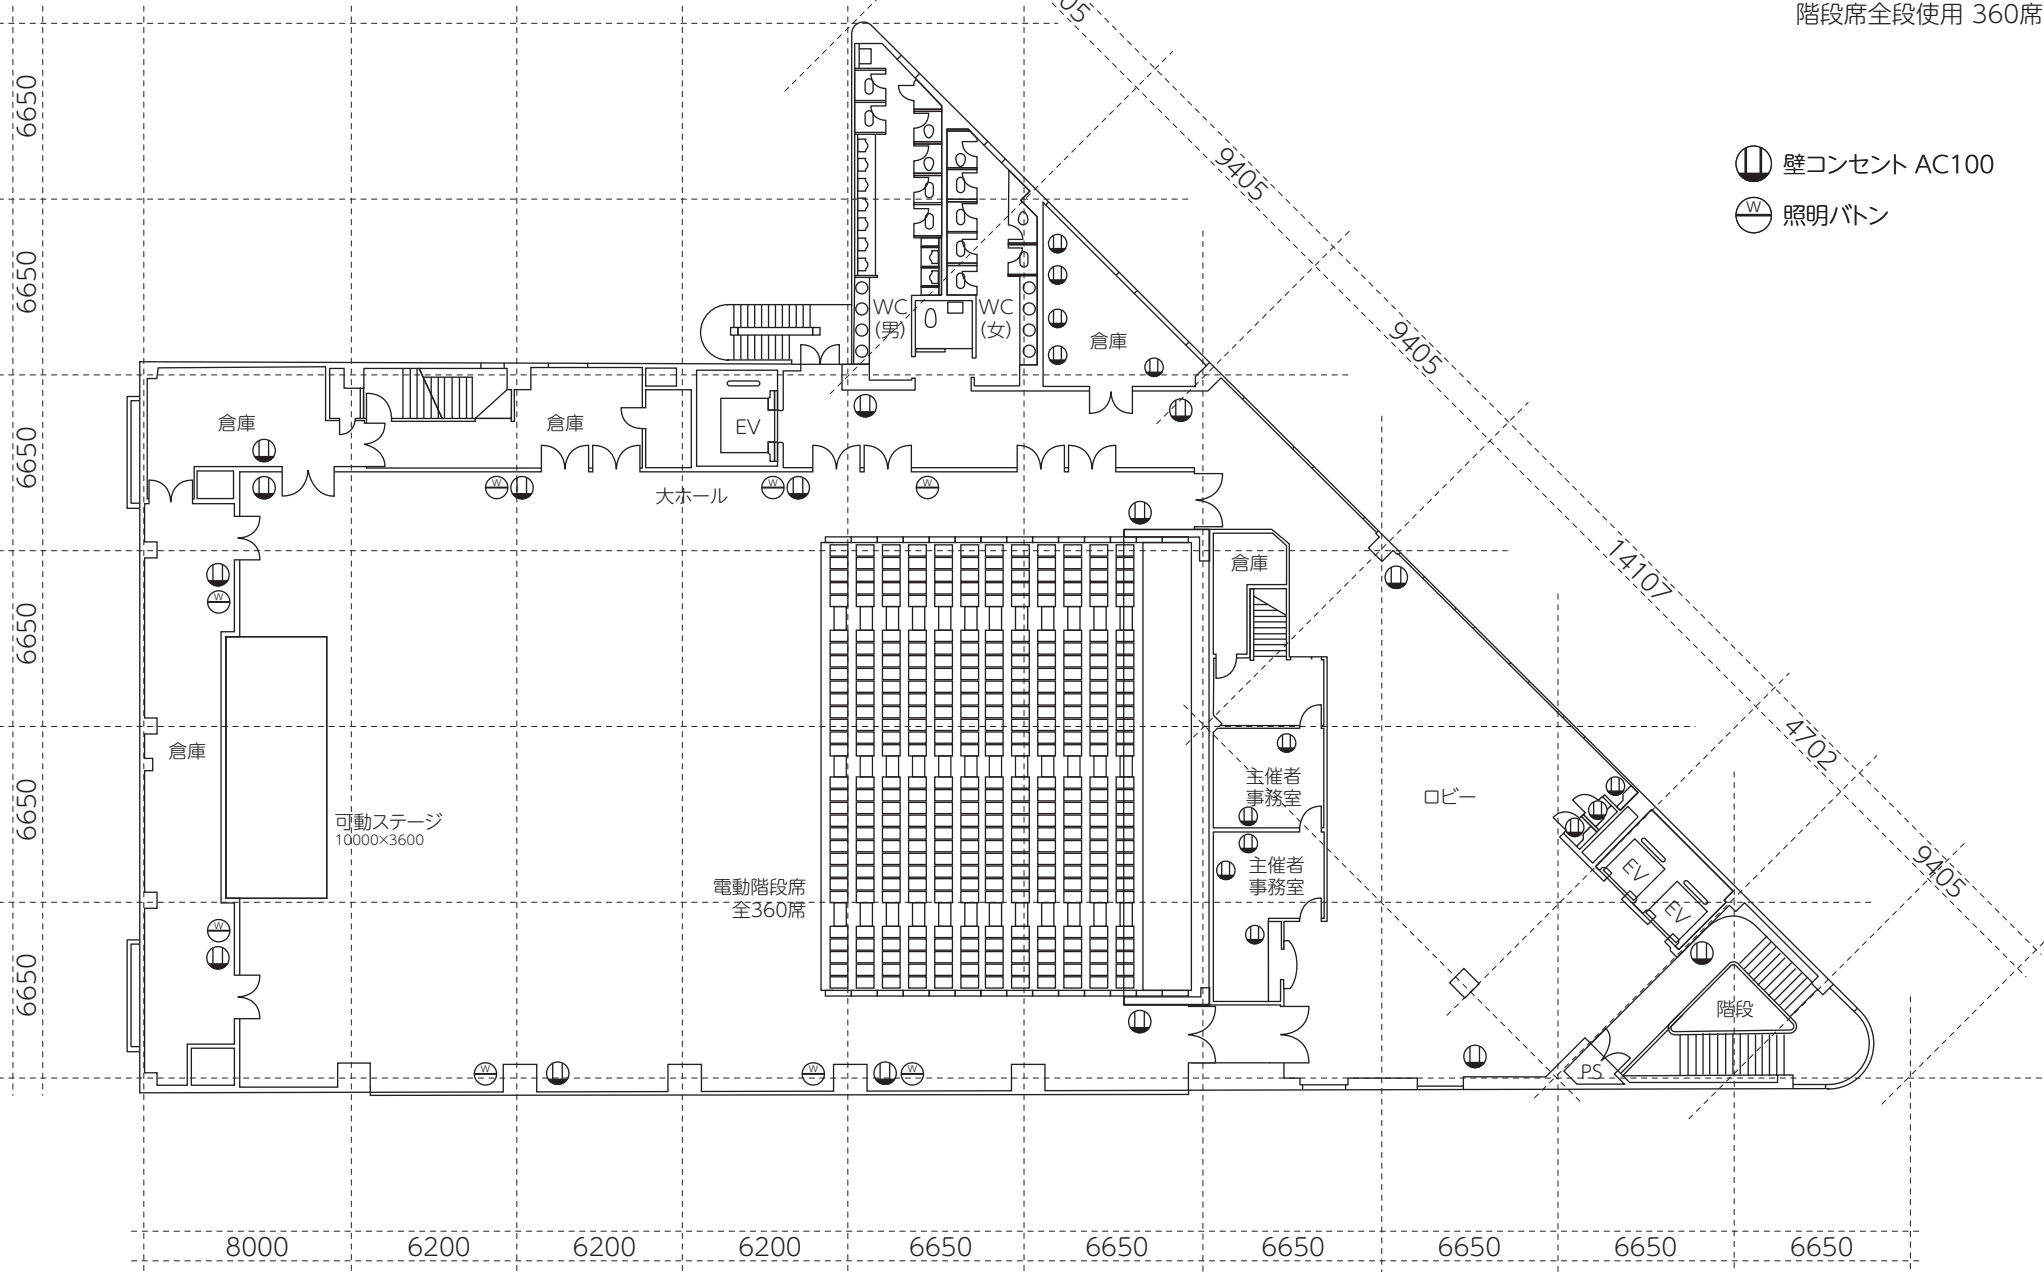 階段席全段使用 360席
壁コンセント AC100
W 照明バトン
05
9405
9405
14107
4702
9405
6650
6650
6650
6650
6650
6650
WC
(男)
WC
(女)
倉庫
倉庫
倉庫
EV
W
W
W
大ホール
倉庫
W
倉庫
可動ステージ
10000×3600
主催者
事務室
ロビー
電動階段席
全360席
主催者
事務室
EV
EV
W
階段
PS
W
W
W
8000
6200
6200
6200
6650
6650
6650
6650
6650
6650